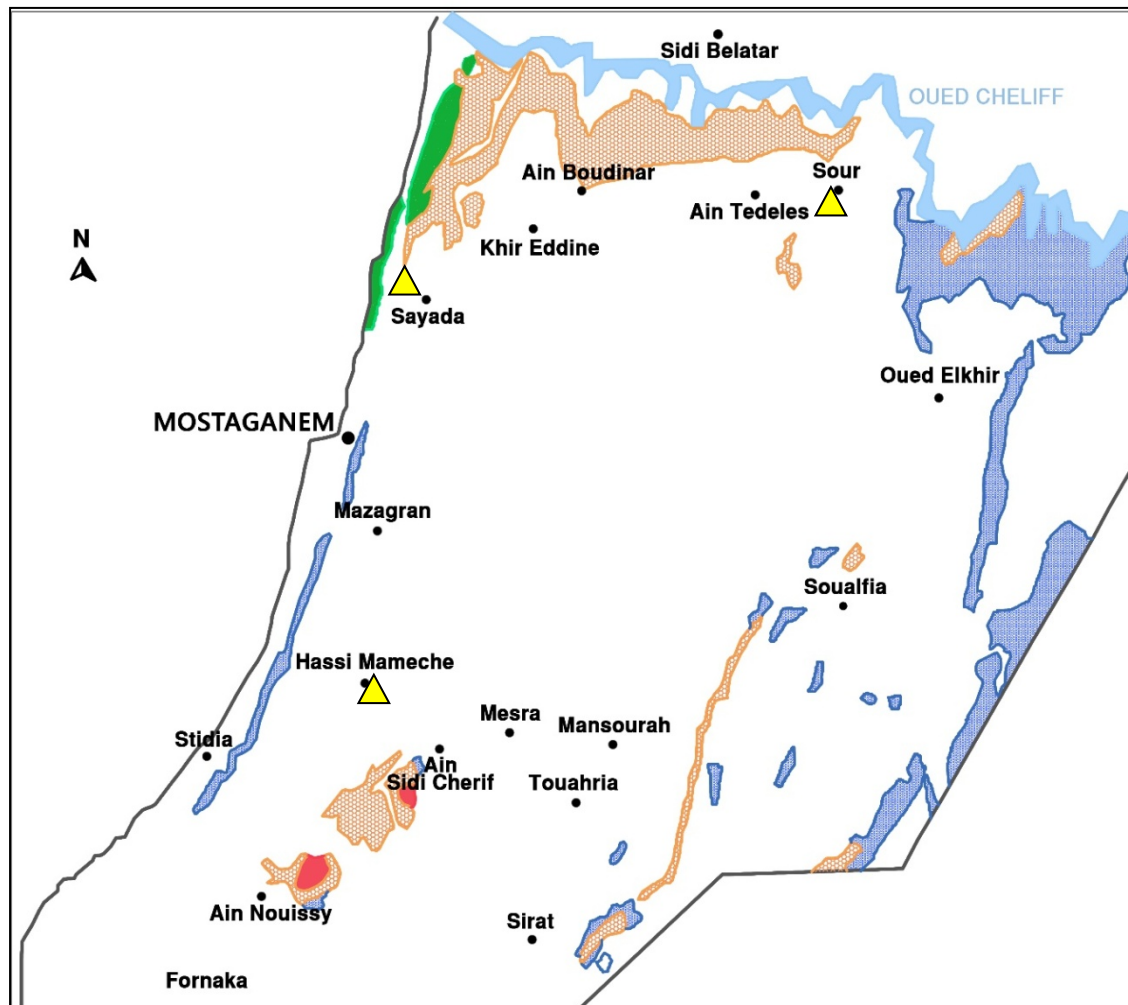 Sidi Belatar
OUED CHELIFF
Ain Boudinar
Sour
Ain Tedeles
N
Khir Eddine
Sayada
Oued Elkhir
MOSTAGANEM
Mazagran
Soualfia
Hassi Mameche
Mesra
Mansourah
Stidia
Ain
Sidi Cherif
Touahria
Ain Nouissy
Sirat
Fornaka